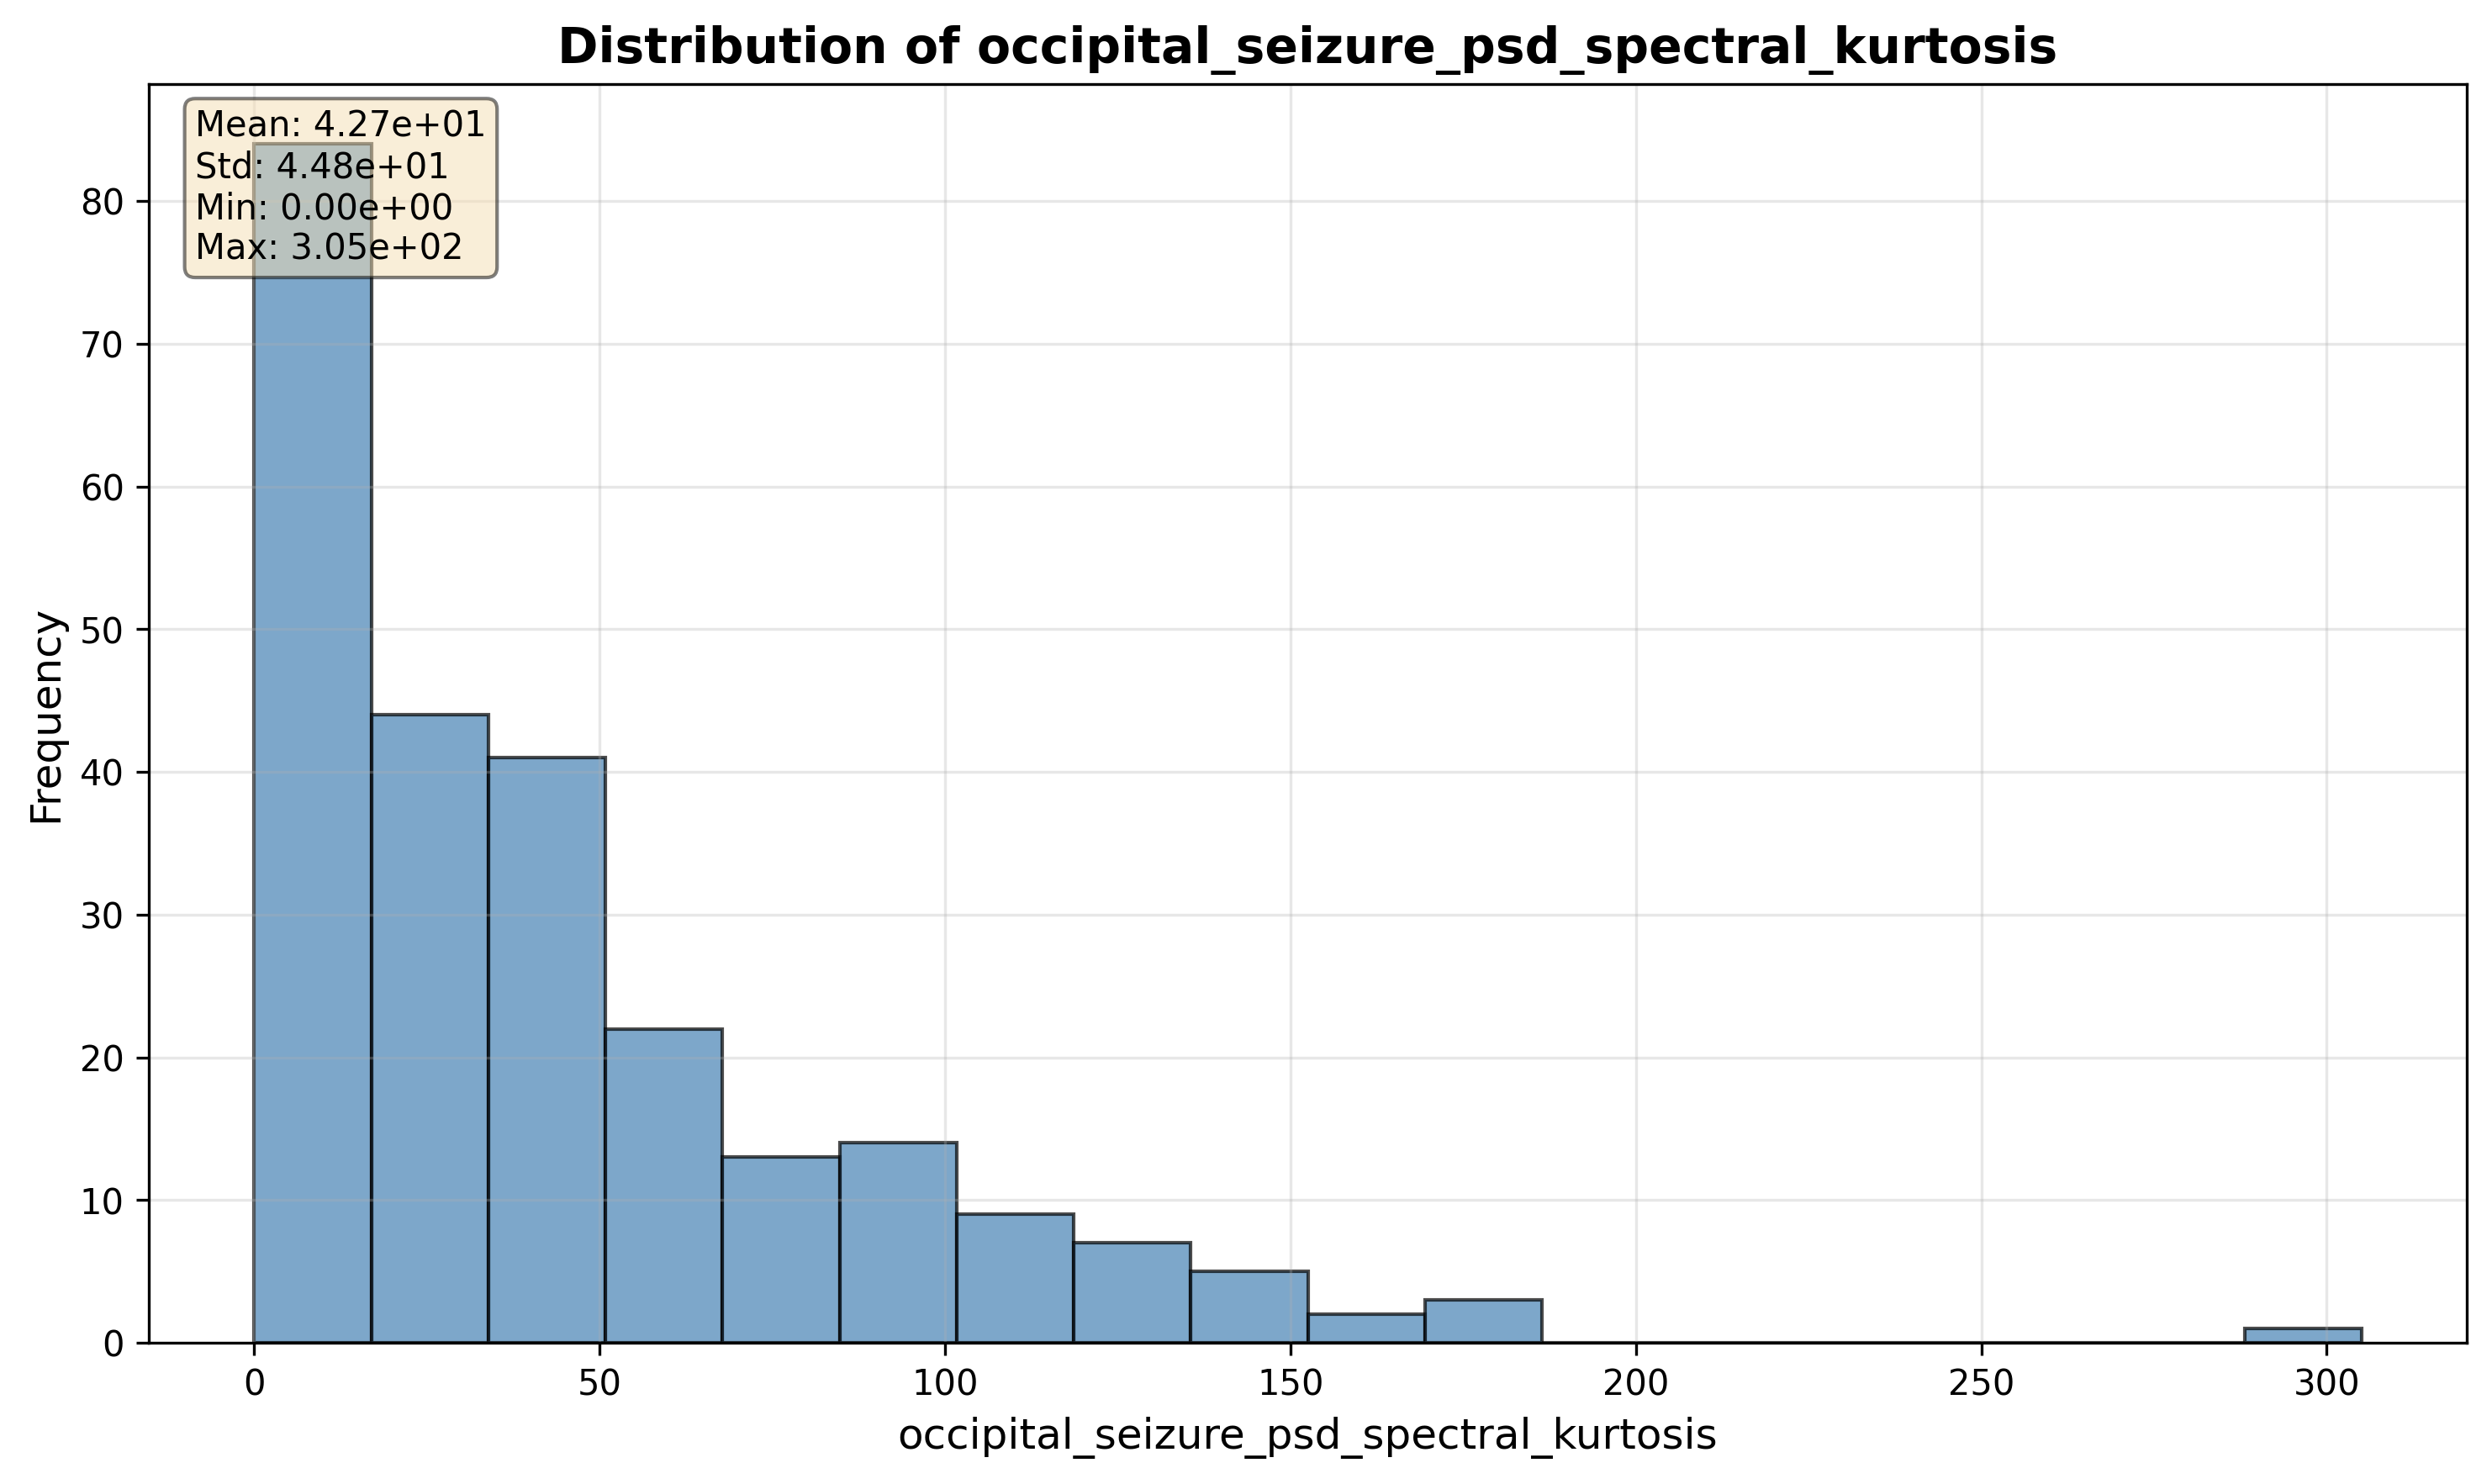 Distribution of occipital_seizure_psd_spectral_kurtosis
Mean: 4.27e+01
Std: 4.48e+01
Min: 0.00e+00
Max: 3.05e+02
Frequency
80
70
60
50
40
30
20
10
0
0 50 100 150 200 250 300
occipital_seizure_psd_spectral_kurtosis